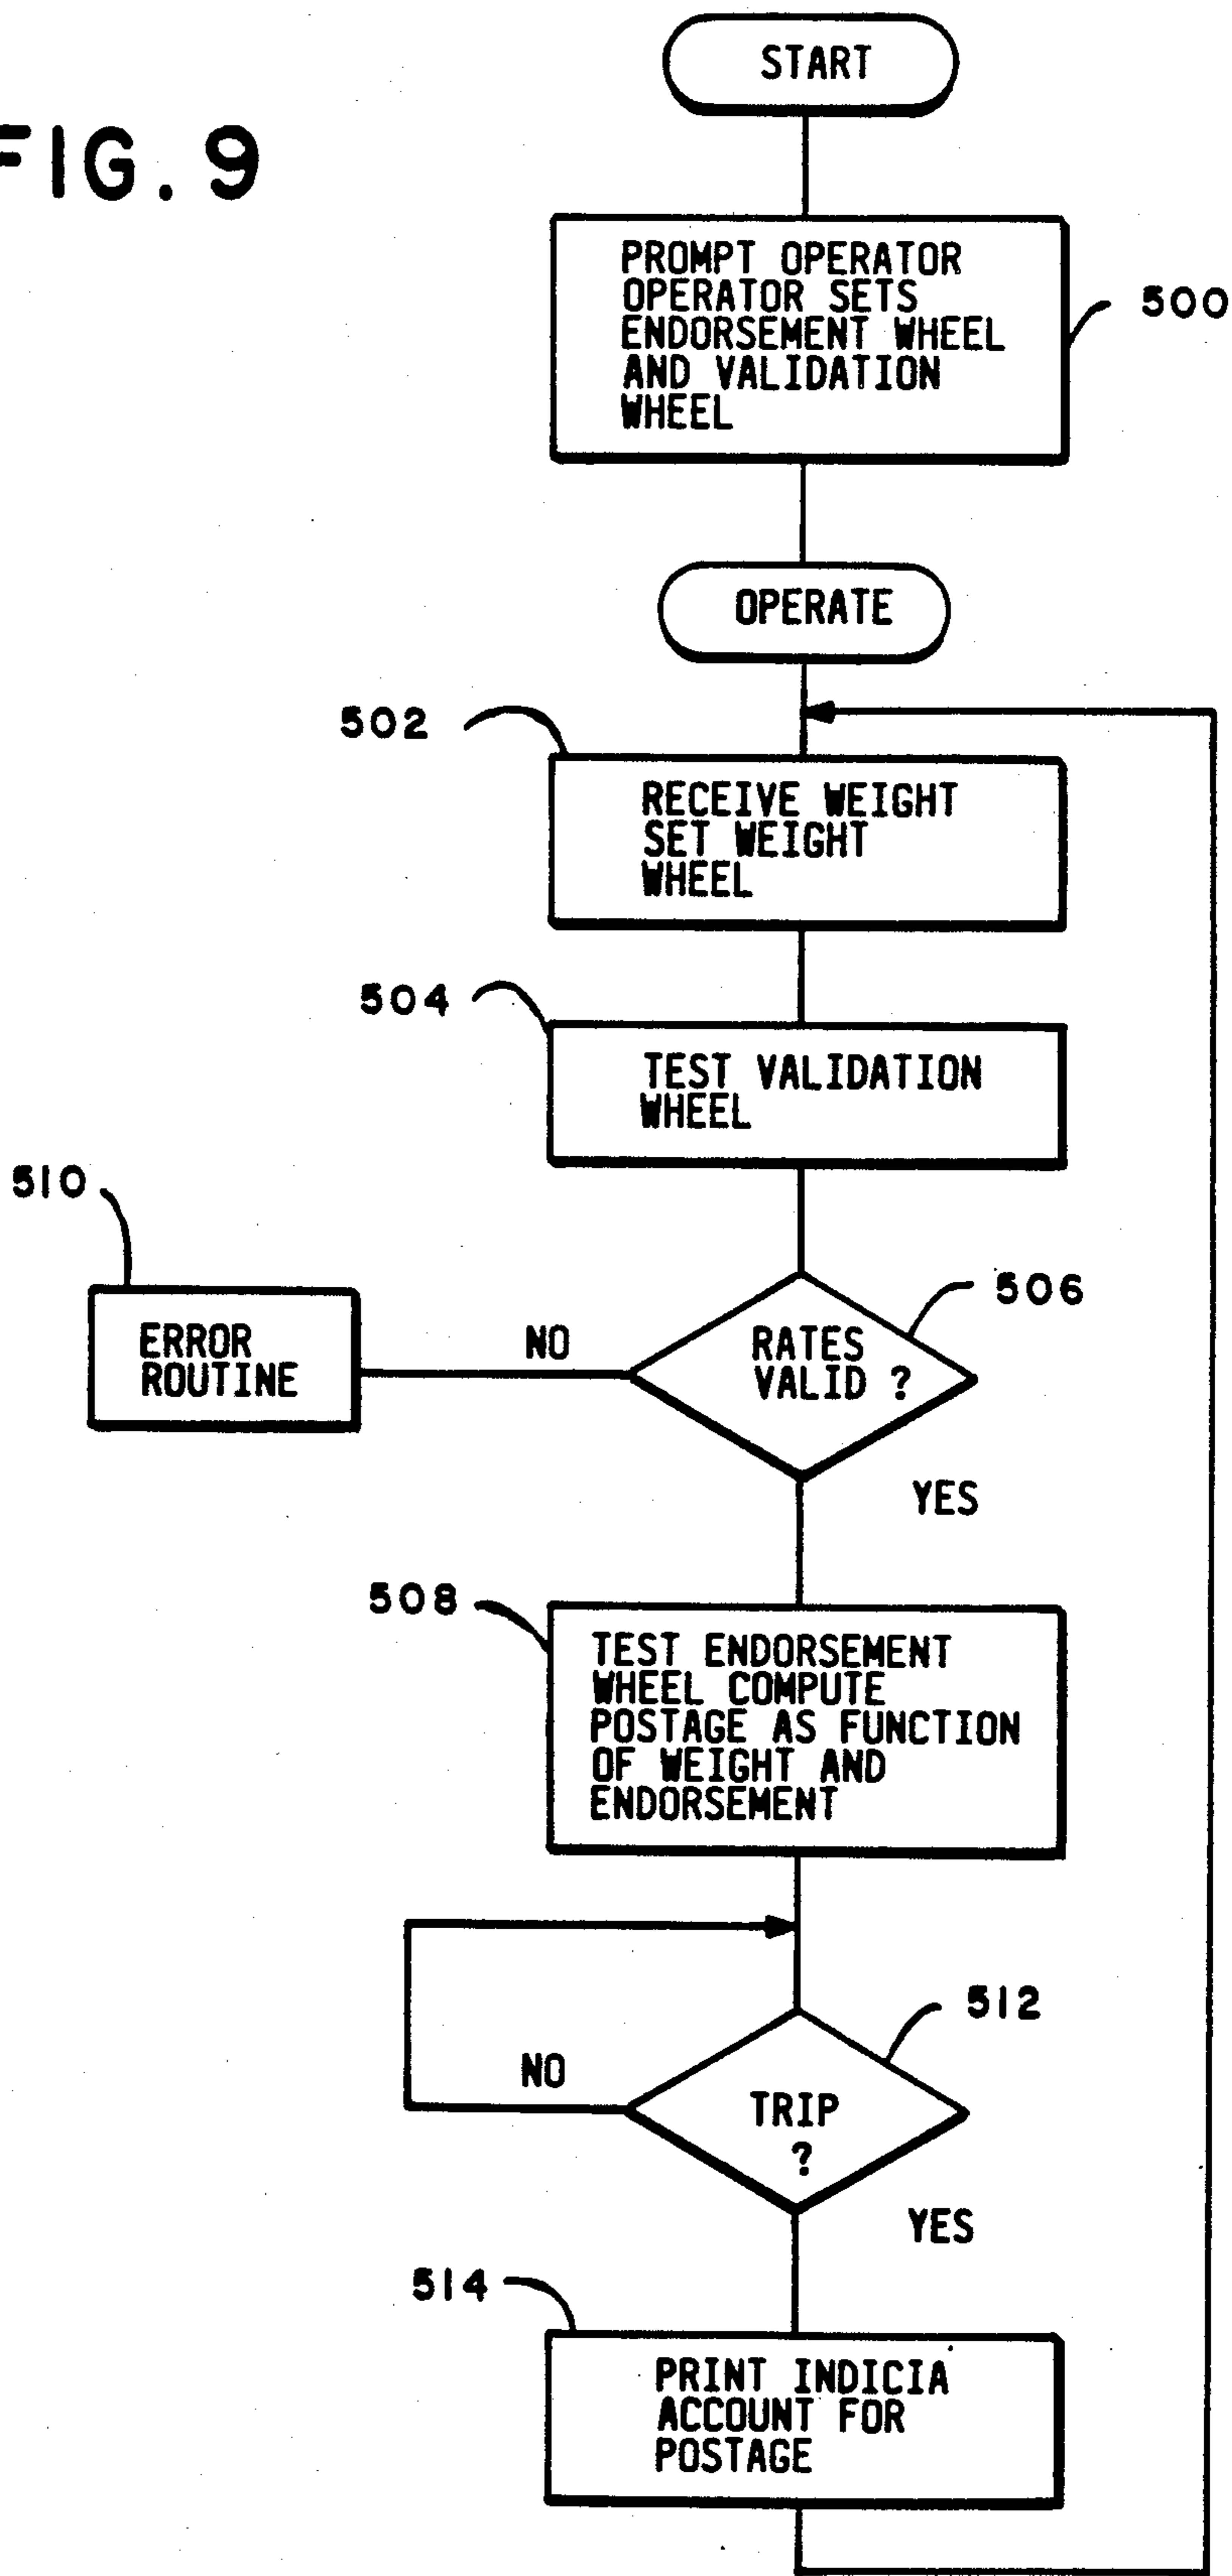 START
FIG. 9
PROMPT OPERATOR
OPERATOR SETS
ENDORSEMENT WHEEL
AND VALIDATION
WHEEL
500
OPERATE
502
RECEIVE WEIGHT
SET WEIGHT
WHEEL
504
TEST VALIDATION
WHEEL
510
506
ERROR
ROUTINE
NO
RATES
VALID ?
YES
508
TEST ENDORSEMENT
WHEEL COMPUTE
POSTAGE AS FUNCTION
OF WEIGHT AND
ENDORSEMENT
512
NO
TRIP
?
YES
514
PRINT INDICIA
ACCOUNT FOR
POSTAGE